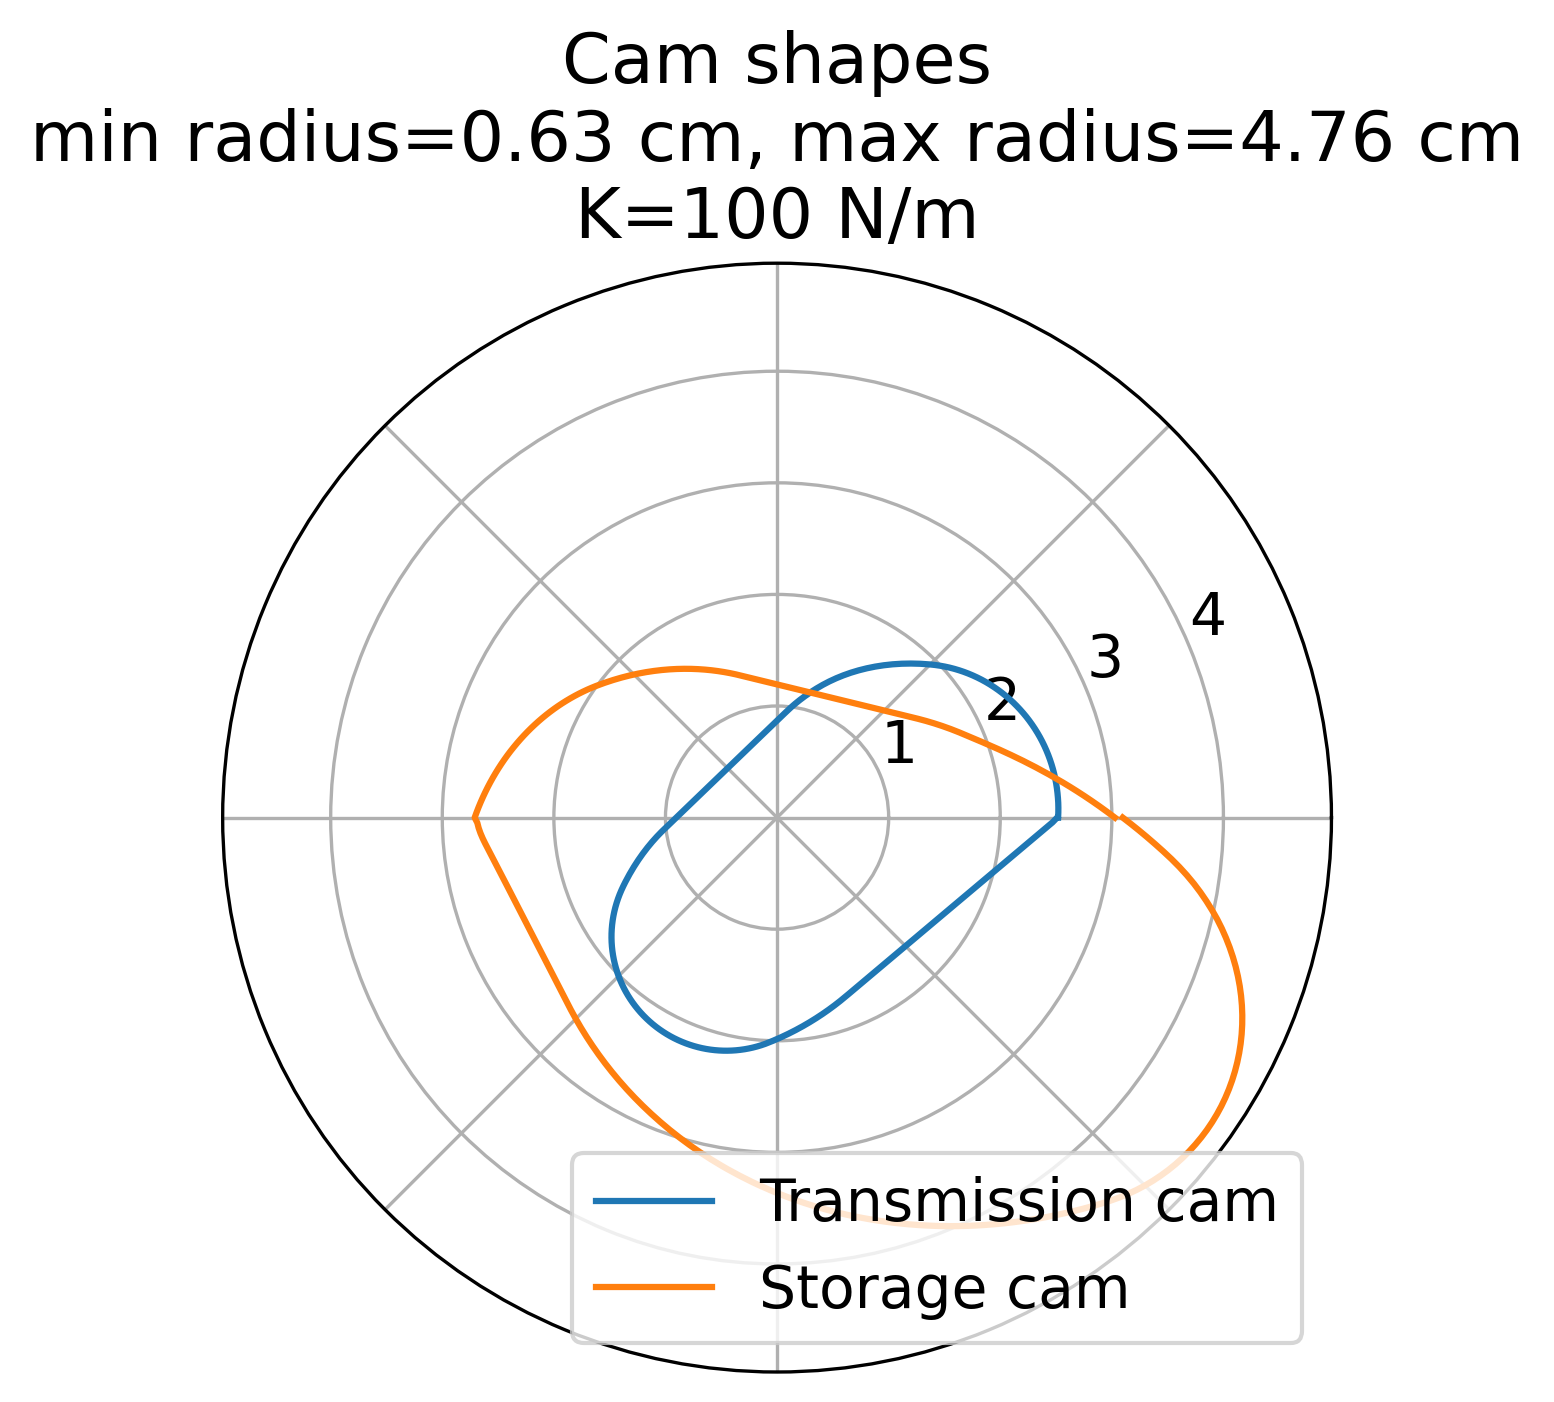 Cam shapes
min radius=0.63 cm, max radius=4.76 cm
K=100 N/m
4
3
2
1
Transmission cam
Storage cam